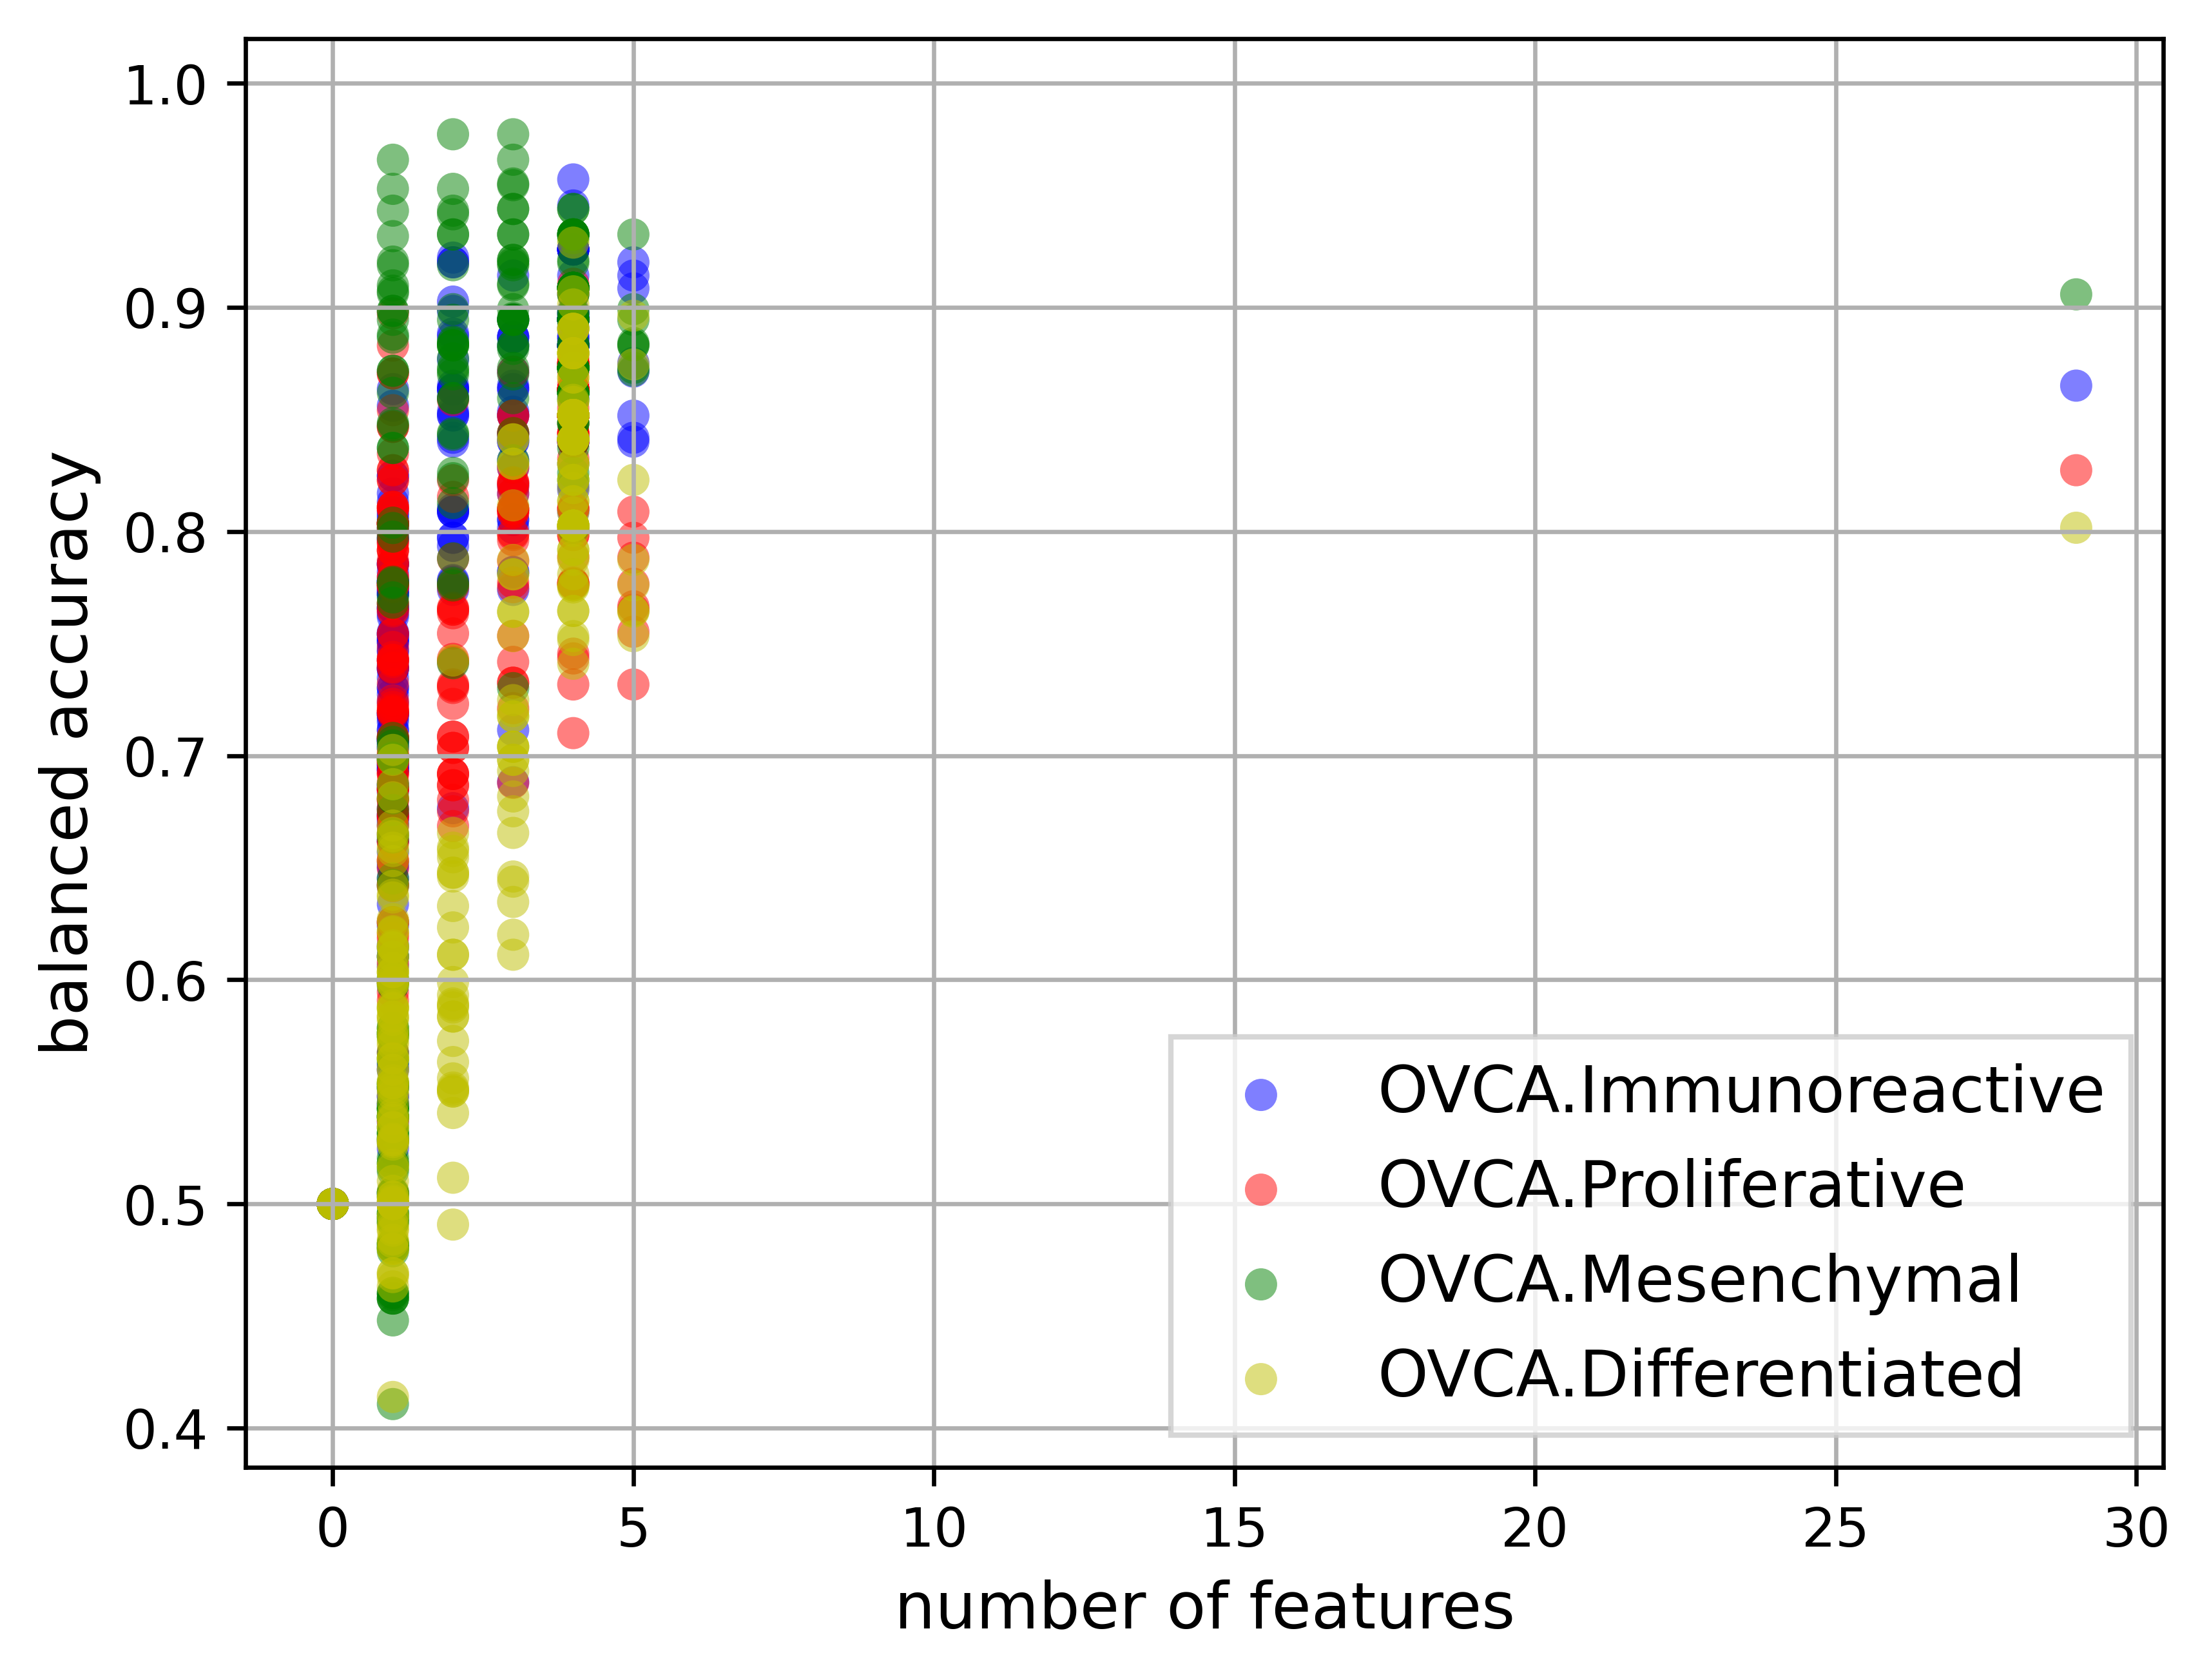 1.0
0.9
0.8
0.7
0.6
0.5
0.4
balanced accuracy
OVCA.Immunoreactive
OVCA.Proliferative
OVCA.Mesenchymal
OVCA.Differentiated
0 5 10 15 20 25 30
number of features